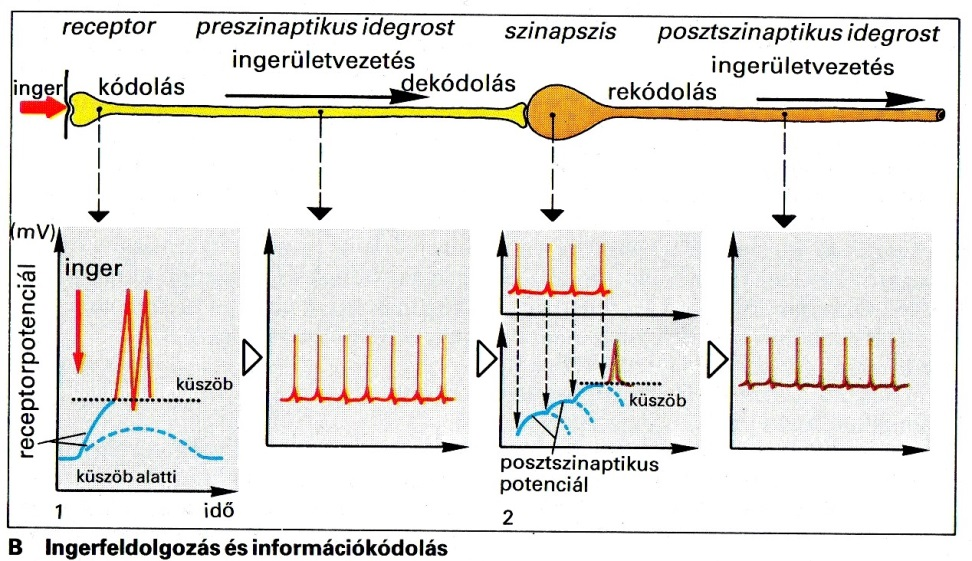 receptor
preszinaptikus idegrost
szinapszis
posztszinaptikus idegrost
inger
kódolás
ingerületvezetés
dekódolás
rekódolás
ingerületvezetés
(mV)
receptorpotenciál
inger
küszöb
küszöb alatti
1
idő
küszöb
posztszinaptikus
potenciál
2
B Ingerfeldolgozás és információkódolás